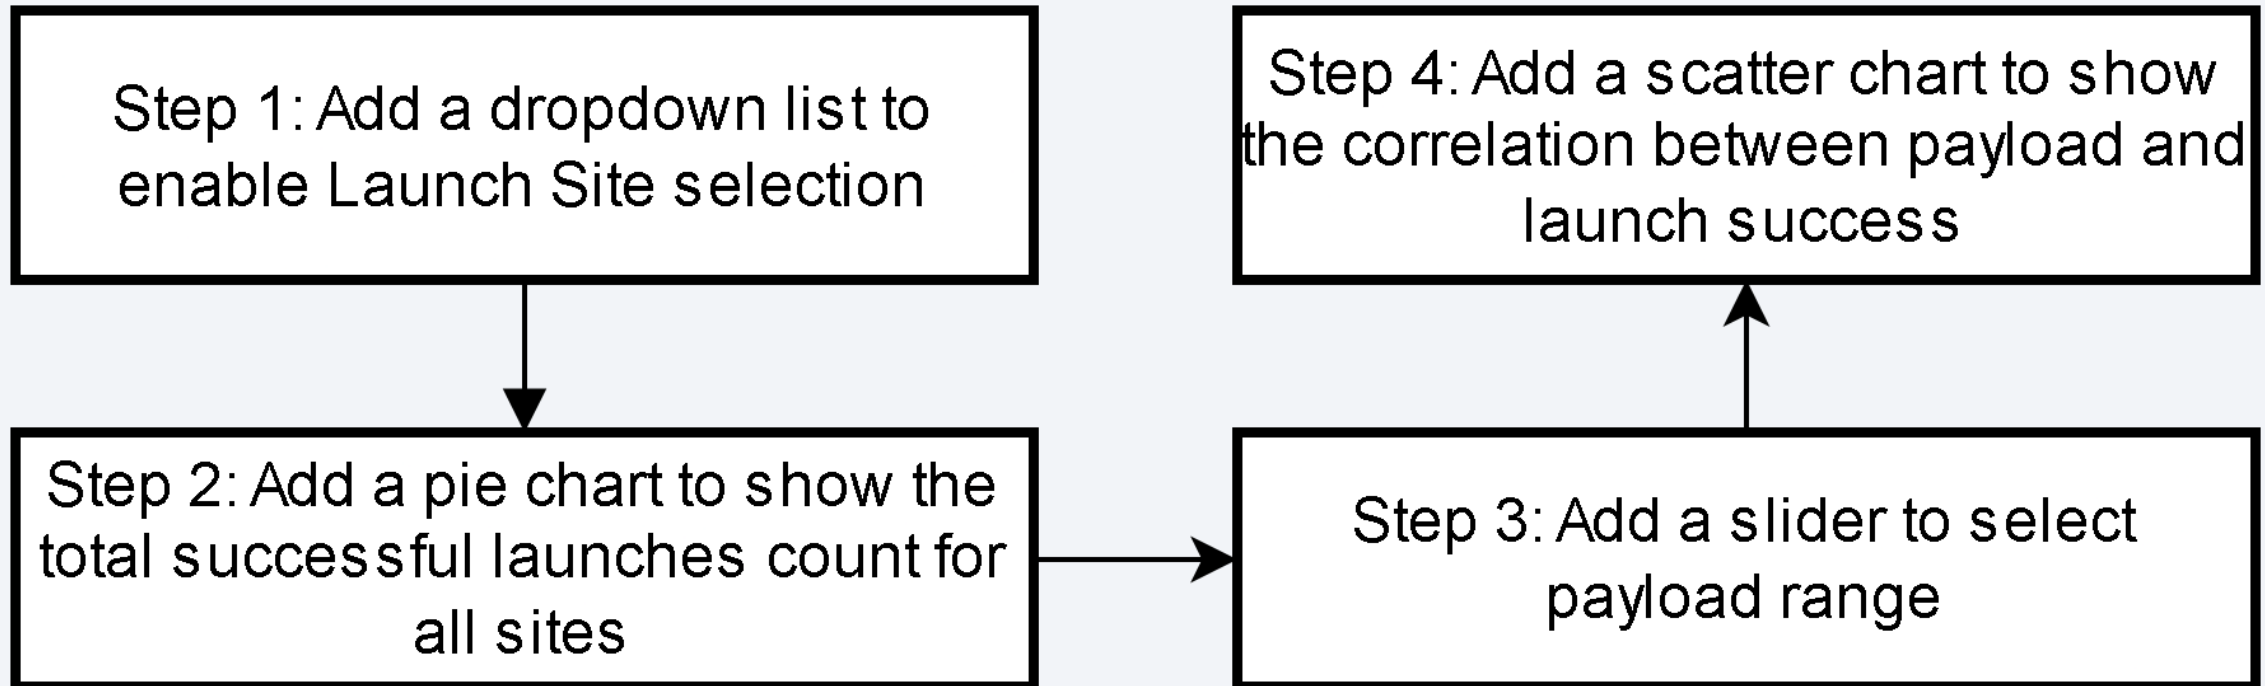 Step 1: Add a dropdown list to
enable Launch Site selection
Step 2: Add a pie chart to show the
total successful launches count for
all sites
Step 3: Add a slider to select
payload range
Step 4: Add a scatter chart to show
the correlation between payload and
launch success